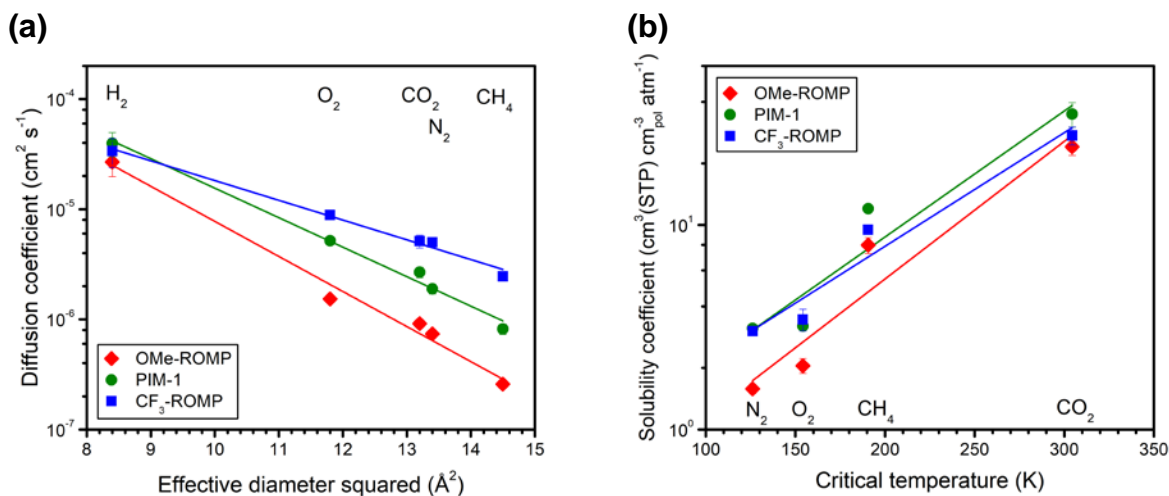 (a)
Diffusion coefficient (cm² s⁻¹)
10⁻⁴
10⁻⁵
10⁻⁶
10⁻⁷
H₂
O₂
CO₂
N₂
CH₄
OMe-ROMP
PIM-1
CF₃-ROMP
8 9 10 11 12 13 14 15
Effective diameter squared (Å²)
(b)
Solubility coefficient (cm³(STP) cm⁻³pol atm⁻¹)
10¹
10⁰
OMe-ROMP
PIM-1
CF₃-ROMP
N₂
O₂
CH₄
CO₂
100 150 200 250 300 350
Critical temperature (K)